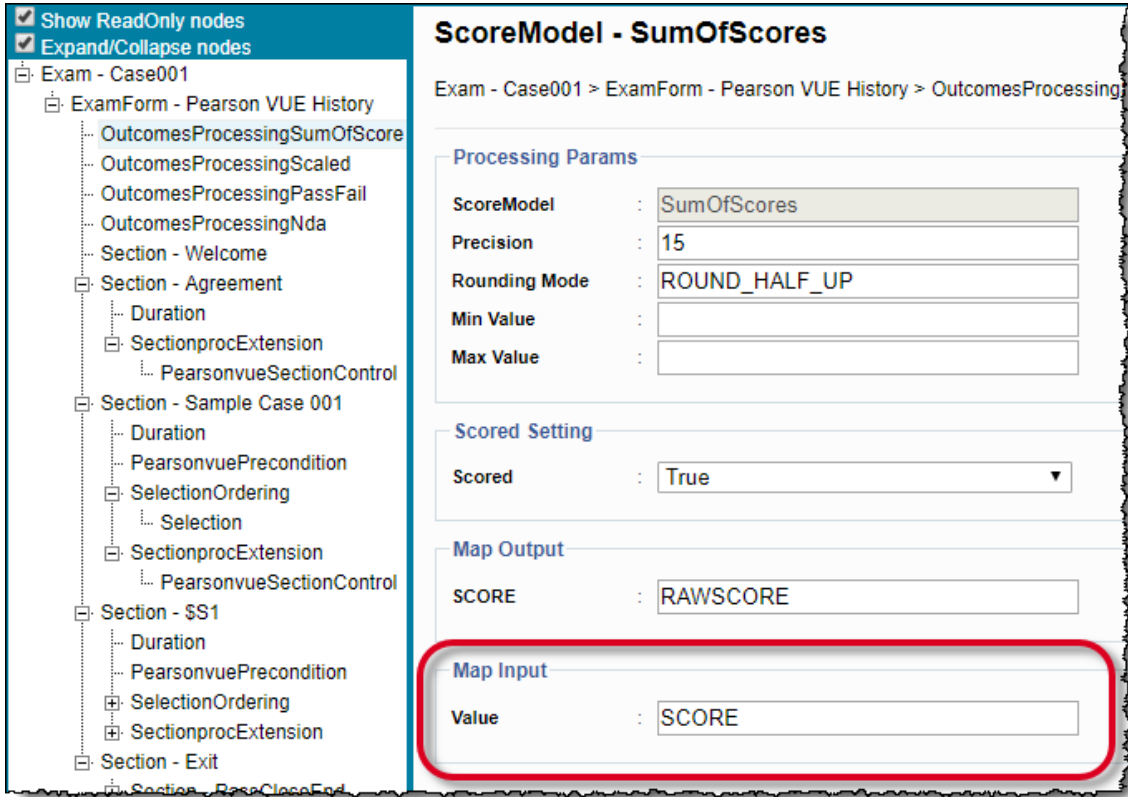 Show ReadOnly nodes
Expand/Collapse nodes
Exam - Case001
ExamForm - Pearson VUE History
OutcomesProcessingSumOfScore
OutcomesProcessingScaled
OutcomesProcessingPassFail
OutcomesProcessingNda
Section - Welcome
Section - Agreement
Duration
SectionprocExtension
PearsonvueSectionControl
Section - Sample Case 001
Duration
PearsonvuePrecondition
SelectionOrdering
Selection
SectionprocExtension
PearsonvueSectionControl
Section - $S1
Duration
PearsonvuePrecondition
SelectionOrdering
SectionprocExtension
Section - Exit
Section - PassCloseEnd
ScoreModel - SumOfScores
Exam - Case001 > ExamForm - Pearson VUE History > OutcomesProcessing
Processing Params
ScoreModel : SumOfScores
Precision : 15
Rounding Mode : ROUND_HALF_UP
Min Value :
Max Value :
Scored Setting
Scored : True
Map Output
SCORE : RAWSCORE
Map Input
Value : SCORE